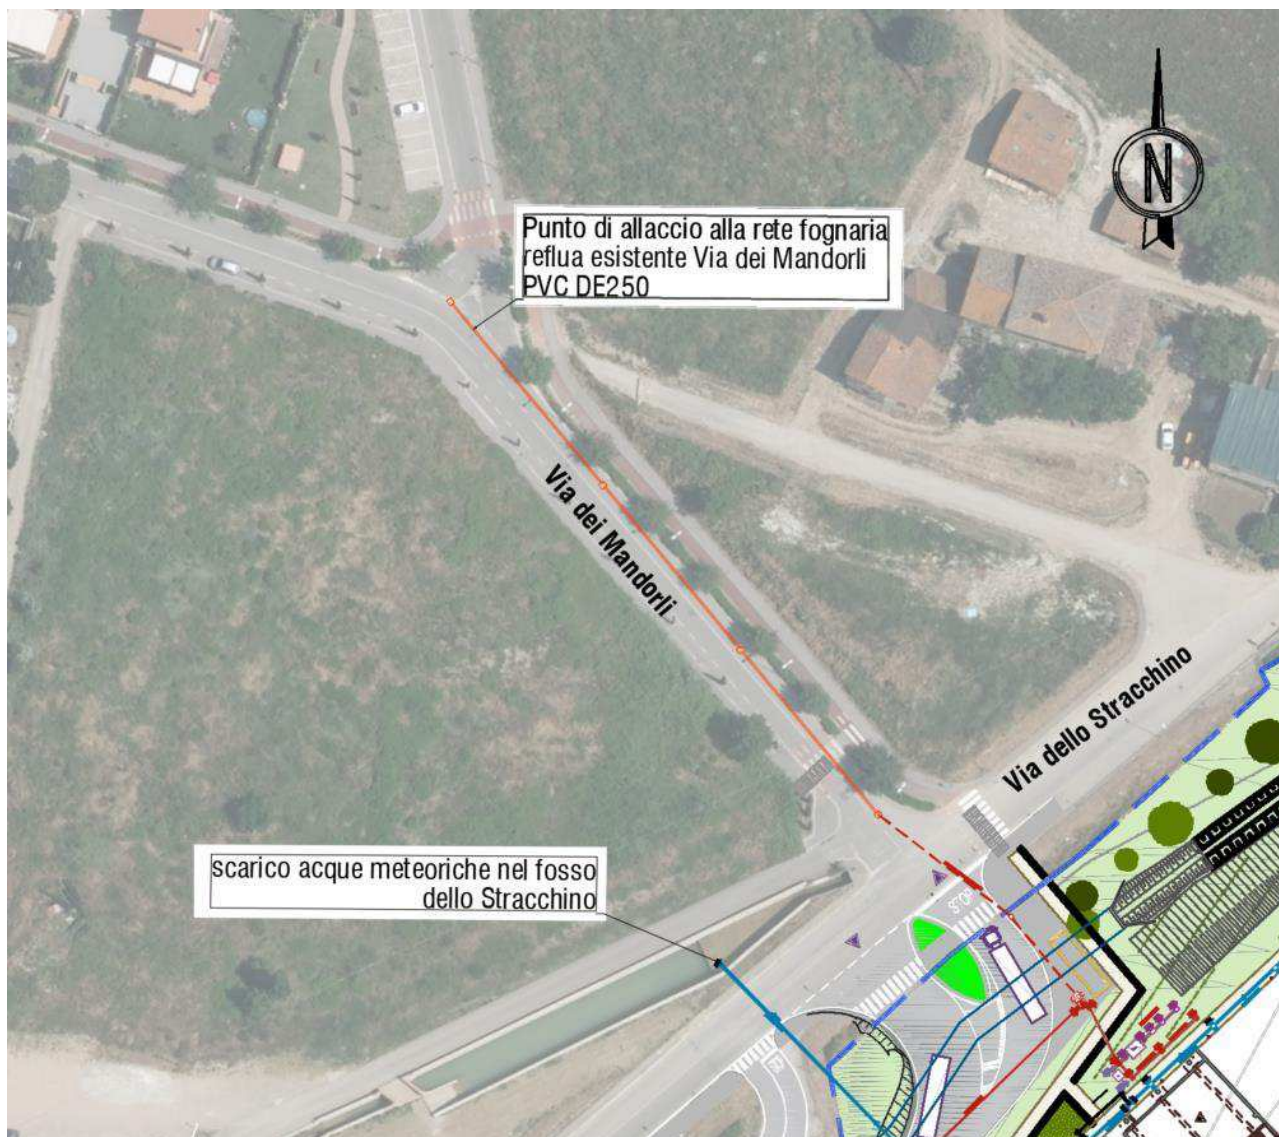 N
Punto di allaccio alla rete fognaria
reflua esistente Via dei Mandorli
PVC DE250
Via dei Mandorli
Via dello Stracchino
scarico acque meteoriche nel fosso
dello Stracchino
STOP